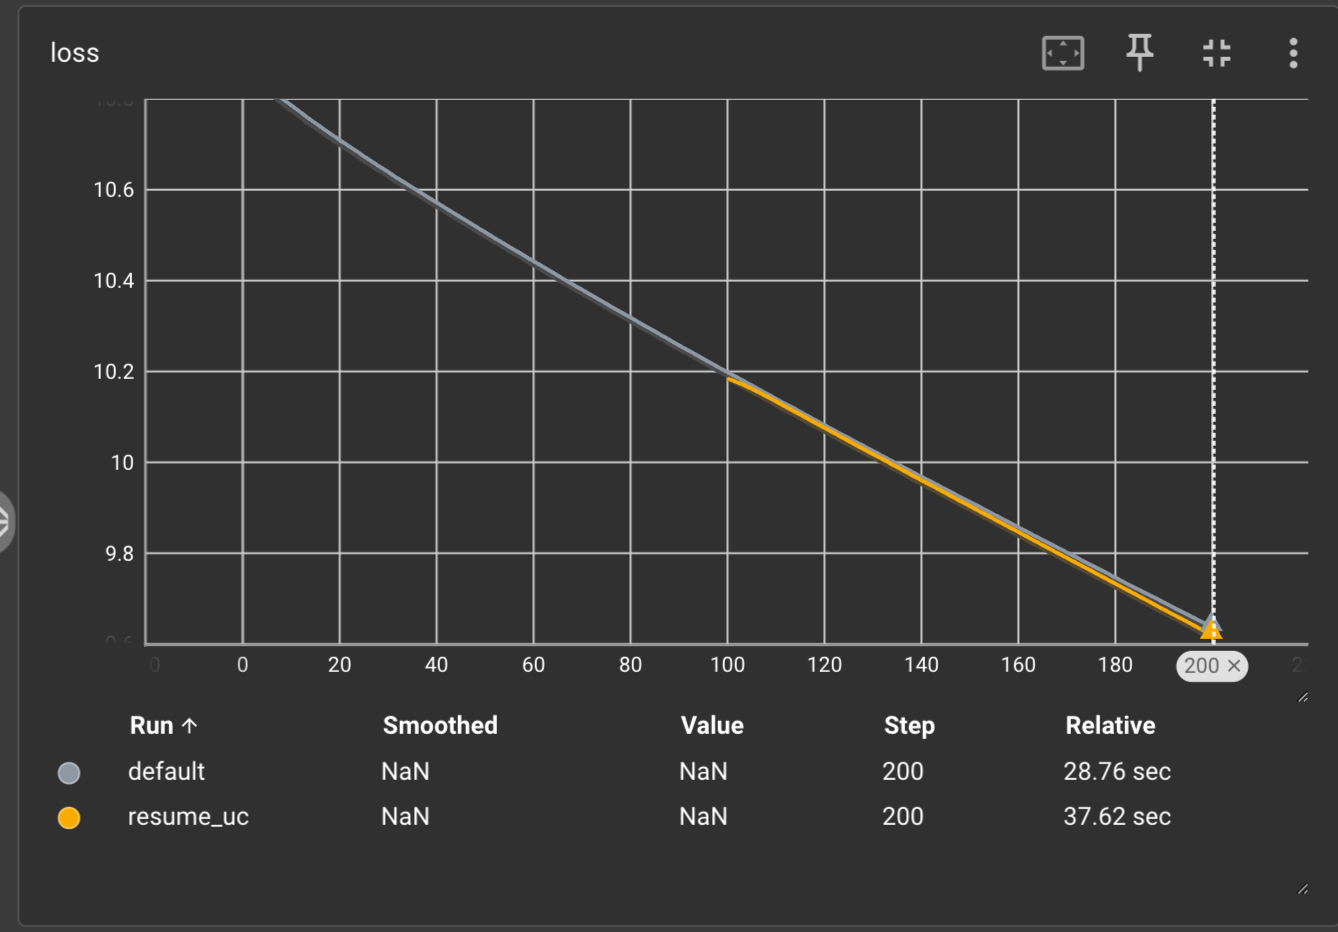 loss
10.6
10.4
10.2
10
9.8
0 20 40 60 80 100 120 140 160 180 200 ×
Run ↑ Smoothed Value Step Relative
default NaN NaN 200 28.76 sec
resume_uc NaN NaN 200 37.62 sec